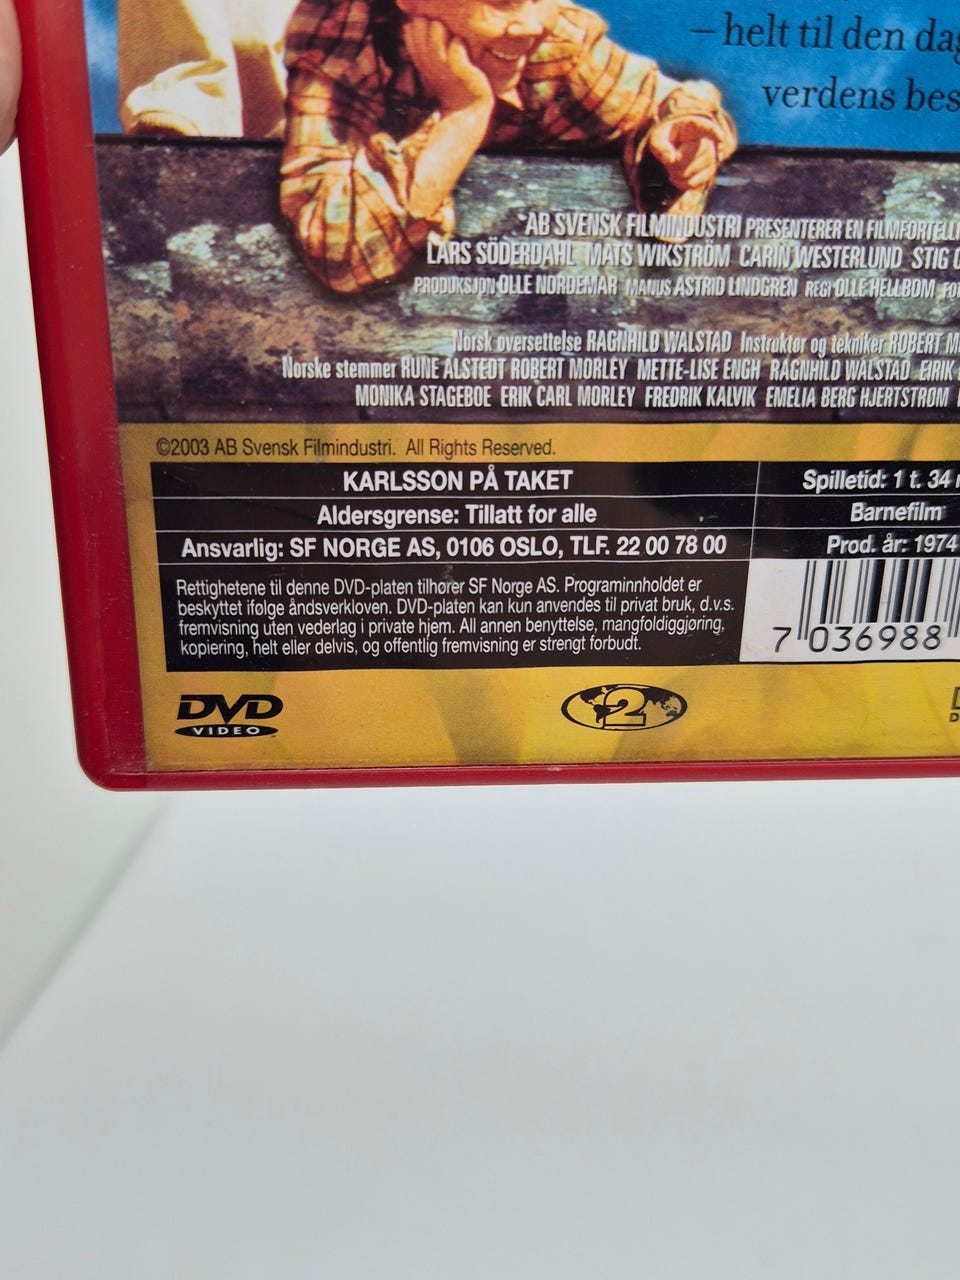 – helt til den dag
verdens bes
AB SVENSK FILMINDUSTRI PRESENTERER EN FILMFORTELL
LARS SÖDERDAHL MATS WIKSTRÖM CARIN WESTERLUND STIG
PRODUKSJON OLLE NORDEMAR MANUS ASTRID LINDGREN REGI OLLE HELLBOM FOT
Norsk oversettelse RAGNHILD WALSTAD Instruktør og tekniker ROBERT M
Norske stemmer RUNE ALSTEDT ROBERT MORLEY METTE-LISE ENGH RAGNHILD WALSTAD EIRIK
MONIKA STAGEBOE ERIK CARL MORLEY FREDRIK KALVIK EMELIA BERG HJERTSTRØM
©2003 AB Svensk Filmindustri. All Rights Reserved.
KARLSSON PÅ TAKET Spilletid: 1 t. 34
Aldersgrense: Tillatt for alle Barnefilm
Ansvarlig: SF NORGE AS, 0106 OSLO, TLF. 22 00 78 00 Prod. år: 1974
Rettighetene til denne DVD-platen tilhører SF Norge AS. Programinnholdet er
beskyttet ifølge åndsverkloven. DVD-platen kan kun anvendes til privat bruk, d.v.s.
fremvisning uten vederlag i private hjem. All annen benyttelse, mangfoldiggjøring,
kopiering, helt eller delvis, og offentlig fremvisning er strengt forbudt.
7 036988
DVD
VIDEO
2